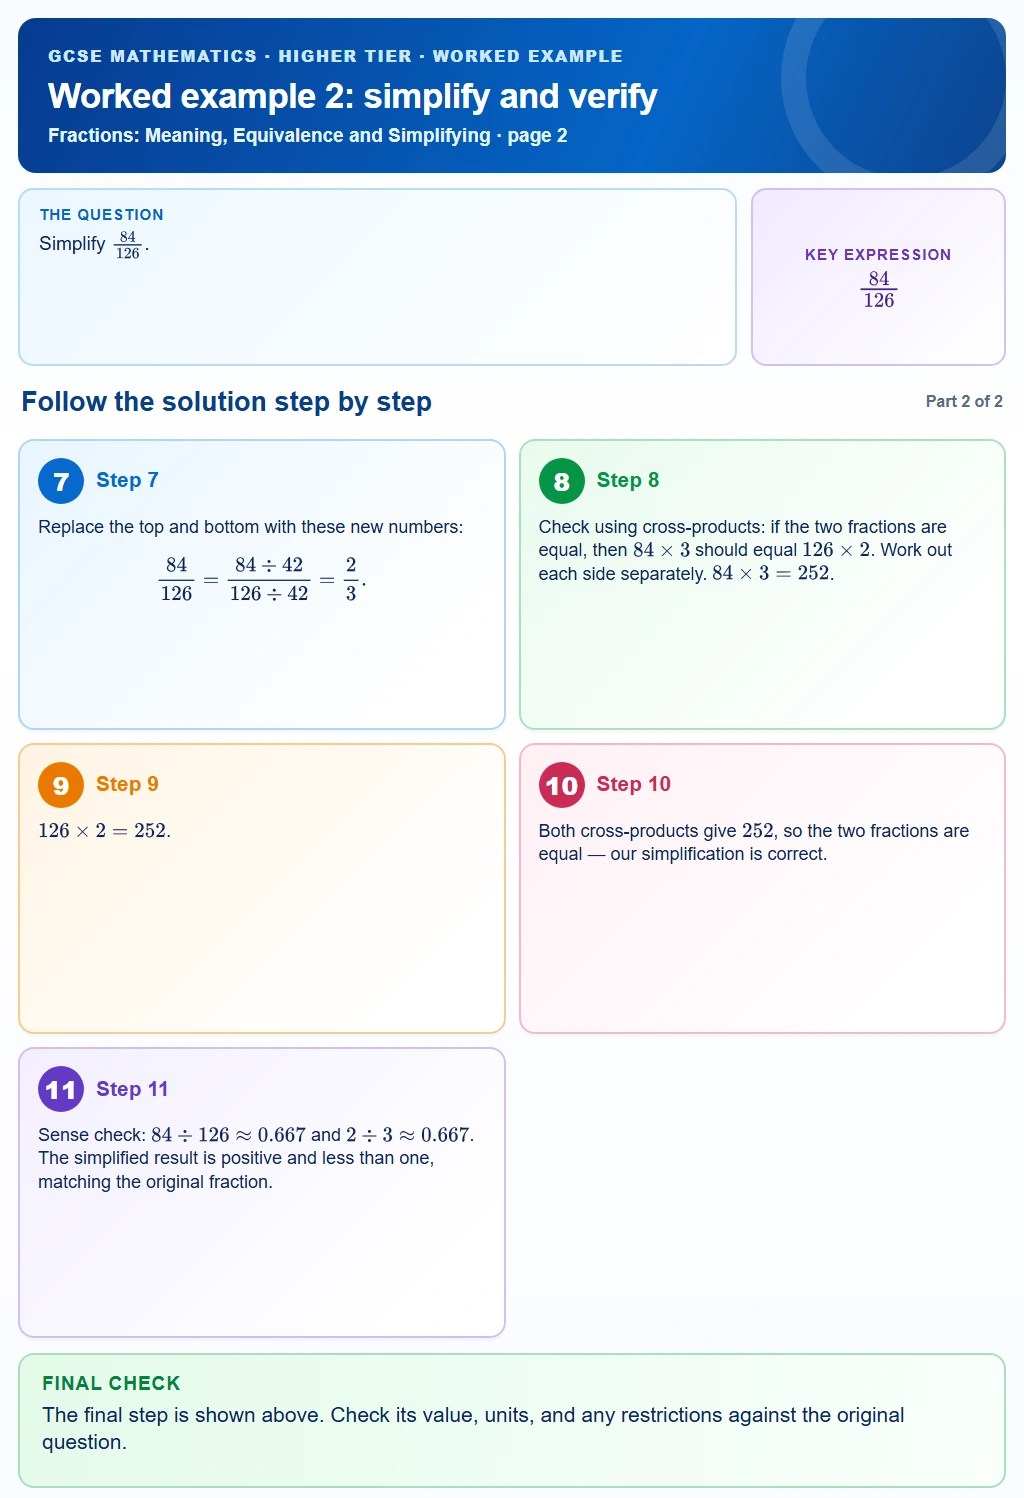 GCSE MATHEMATICS · HIGHER TIER · WORKED EXAMPLE
Worked example 2: simplify and verify
Fractions: Meaning, Equivalence and Simplifying · page 2
THE QUESTION
Simplify 84/126.
KEY EXPRESSION
84/126
Follow the solution step by step
Part 2 of 2
7 Step 7
Replace the top and bottom with these new numbers:
84/126 = (84 ÷ 42)/(126 ÷ 42) = 2/3.
8 Step 8
Check using cross-products: if the two fractions are
equal, then 84 × 3 should equal 126 × 2. Work out
each side separately. 84 × 3 = 252.
9 Step 9
126 × 2 = 252.
10 Step 10
Both cross-products give 252, so the two fractions are
equal — our simplification is correct.
11 Step 11
Sense check: 84 ÷ 126 ≈ 0.667 and 2 ÷ 3 ≈ 0.667.
The simplified result is positive and less than one,
matching the original fraction.
FINAL CHECK
The final step is shown above. Check its value, units, and any restrictions against the original
question.